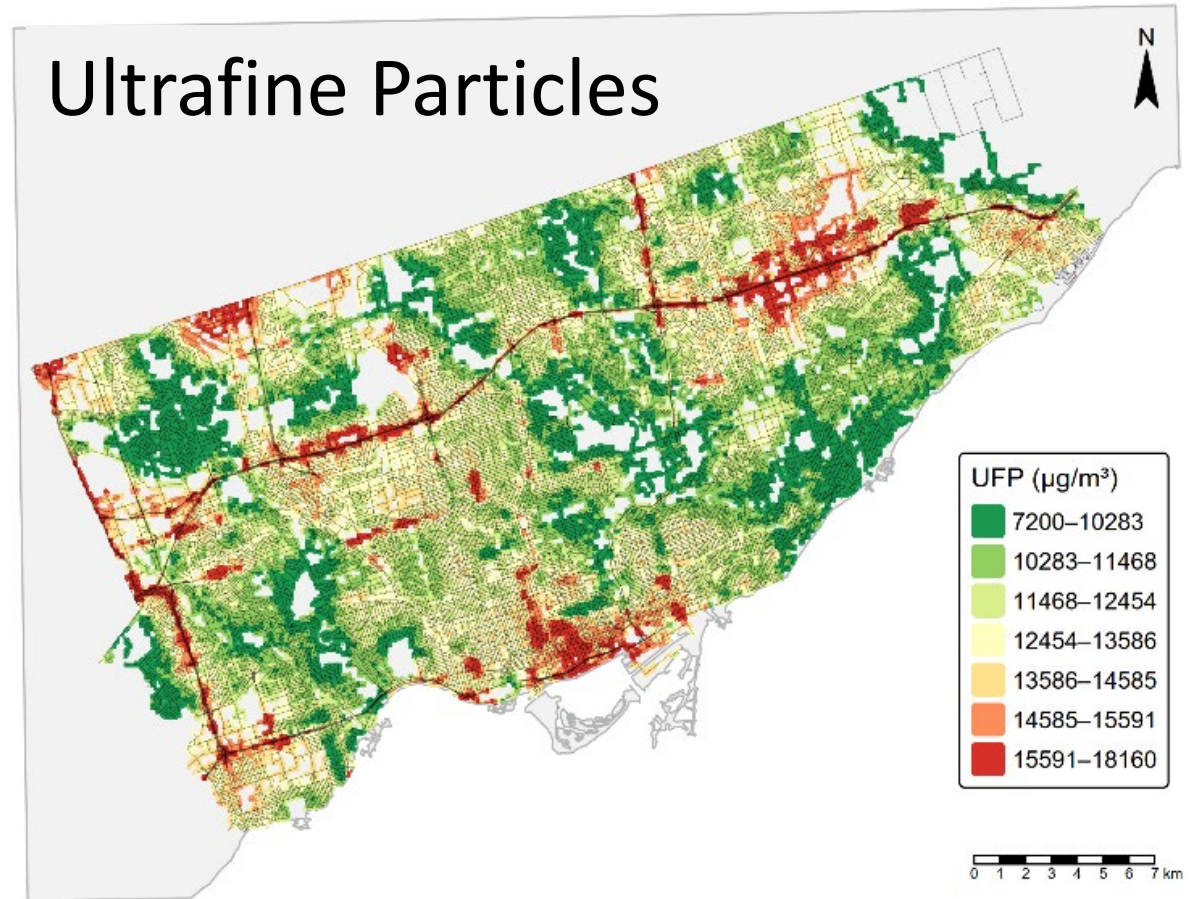 Ultrafine Particles
N
UFP (µg/m³)
7200–10283
10283–11468
11468–12454
12454–13586
13586–14585
14585–15591
15591–18160
0 1 2 3 4 5 6 7 km